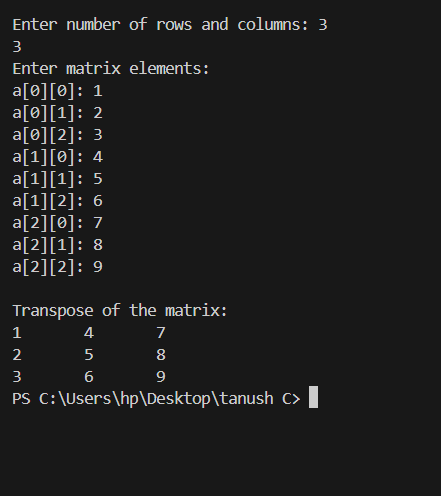 Enter number of rows and columns: 3
3
Enter matrix elements:
a[0][0]: 1
a[0][1]: 2
a[0][2]: 3
a[1][0]: 4
a[1][1]: 5
a[1][2]: 6
a[2][0]: 7
a[2][1]: 8
a[2][2]: 9

Transpose of the matrix:
1       4       7
2       5       8
3       6       9
PS C:\Users\hp\Desktop\tanush C>